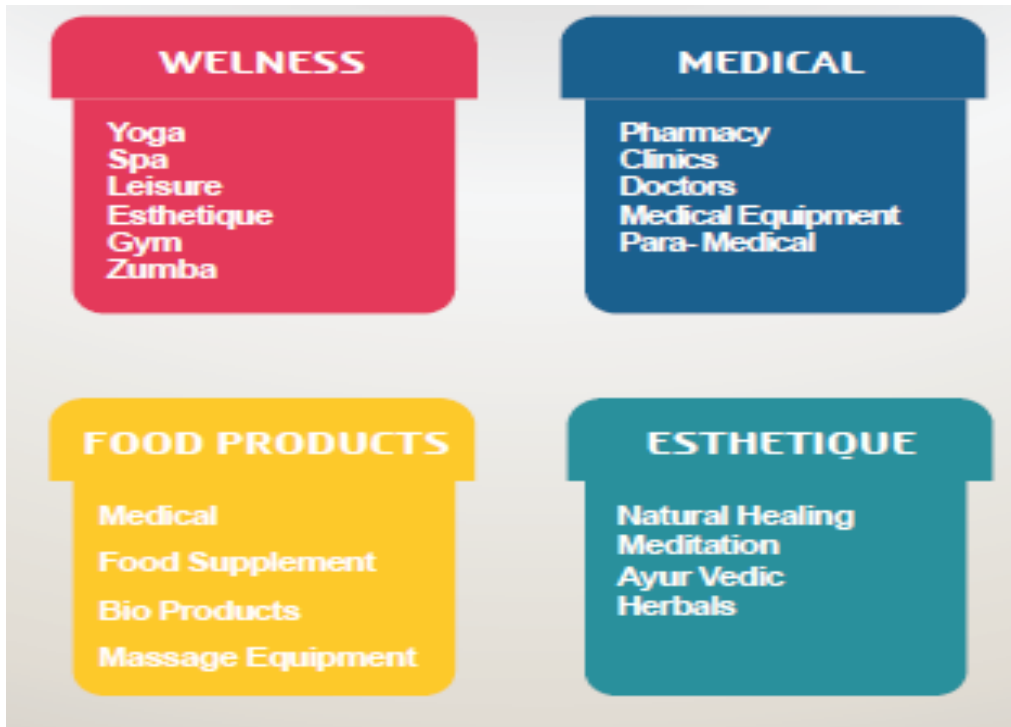 WELNESS
Yoga
Spa
Leisure
Esthetique
Gym
Zumba
MEDICAL
Pharmacy
Clinics
Doctors
Medical Equipment
Para- Medical
FOOD PRODUCTS
Medical
Food Supplement
Bio Products
Massage Equipment
ESTHETIQUE
Natural Healing
Meditation
Ayur Vedic
Herbals